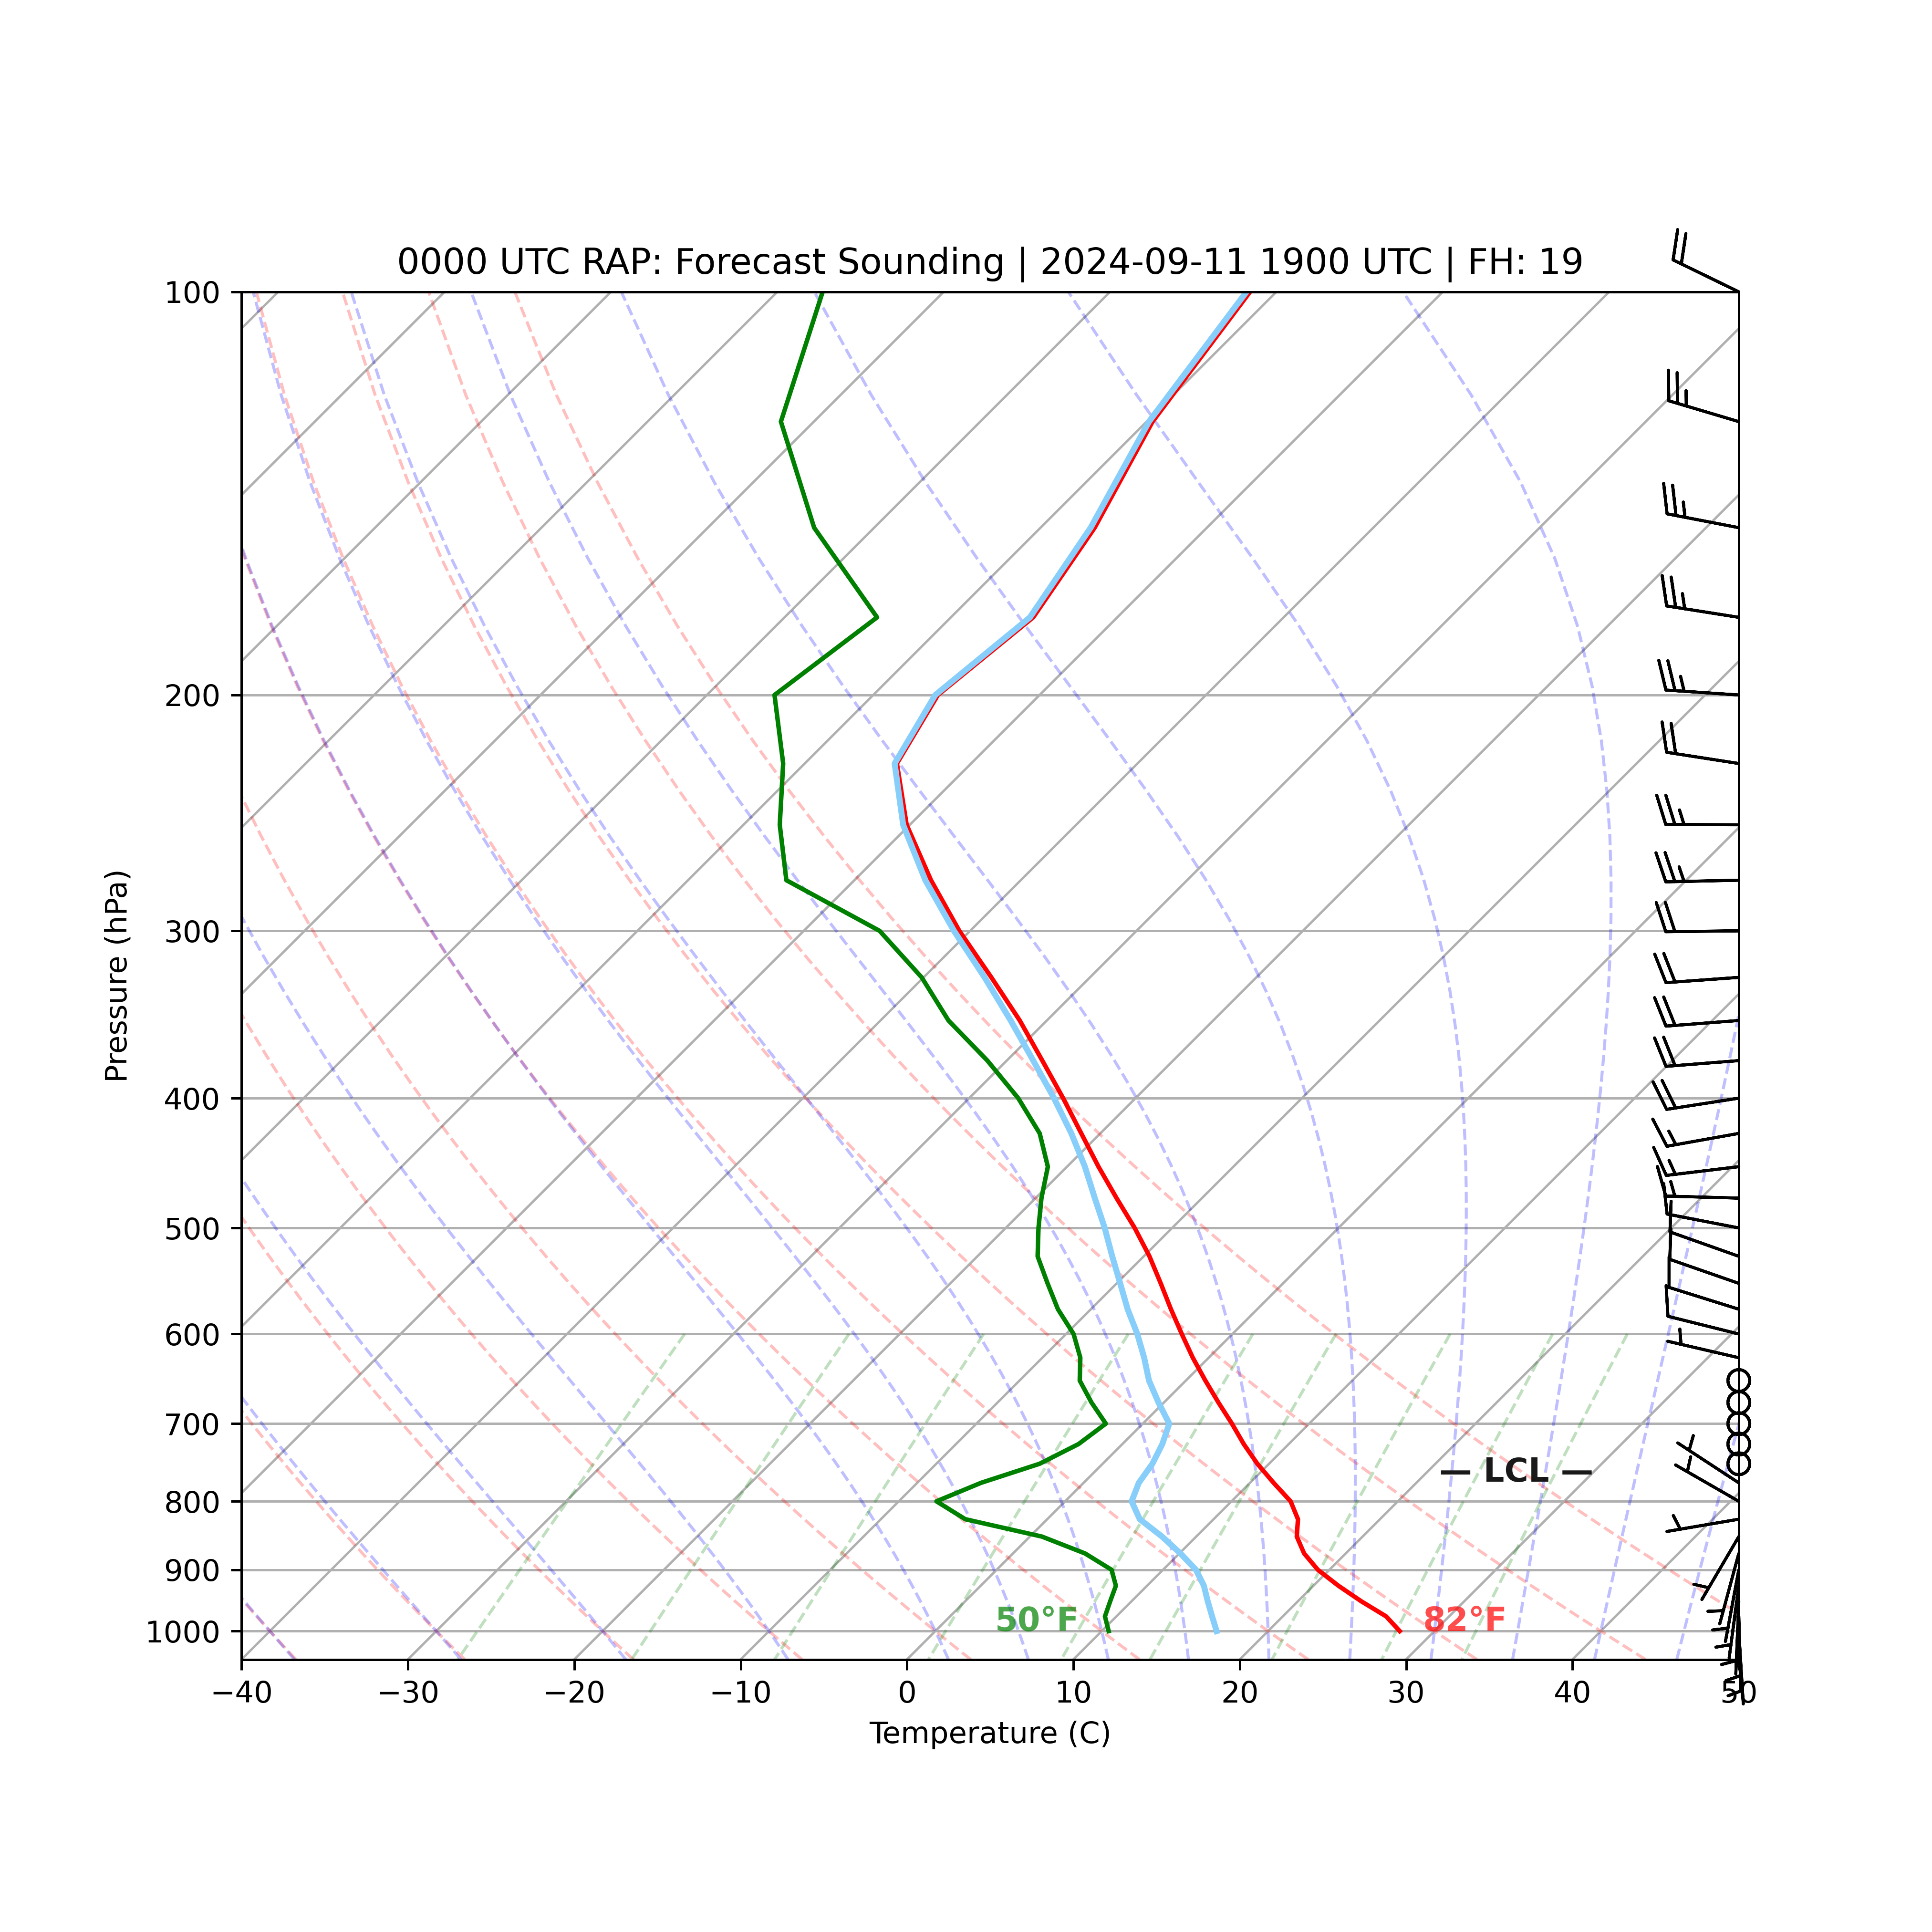 0000 UTC RAP: Forecast Sounding | 2024-09-11 1900 UTC | FH: 19
100
200
300
400
500
600
700
800
900
1000
Pressure (hPa)
— LCL —
50°F
82°F
−40 −30 −20 −10 0 10 20 30 40 50
Temperature (C)